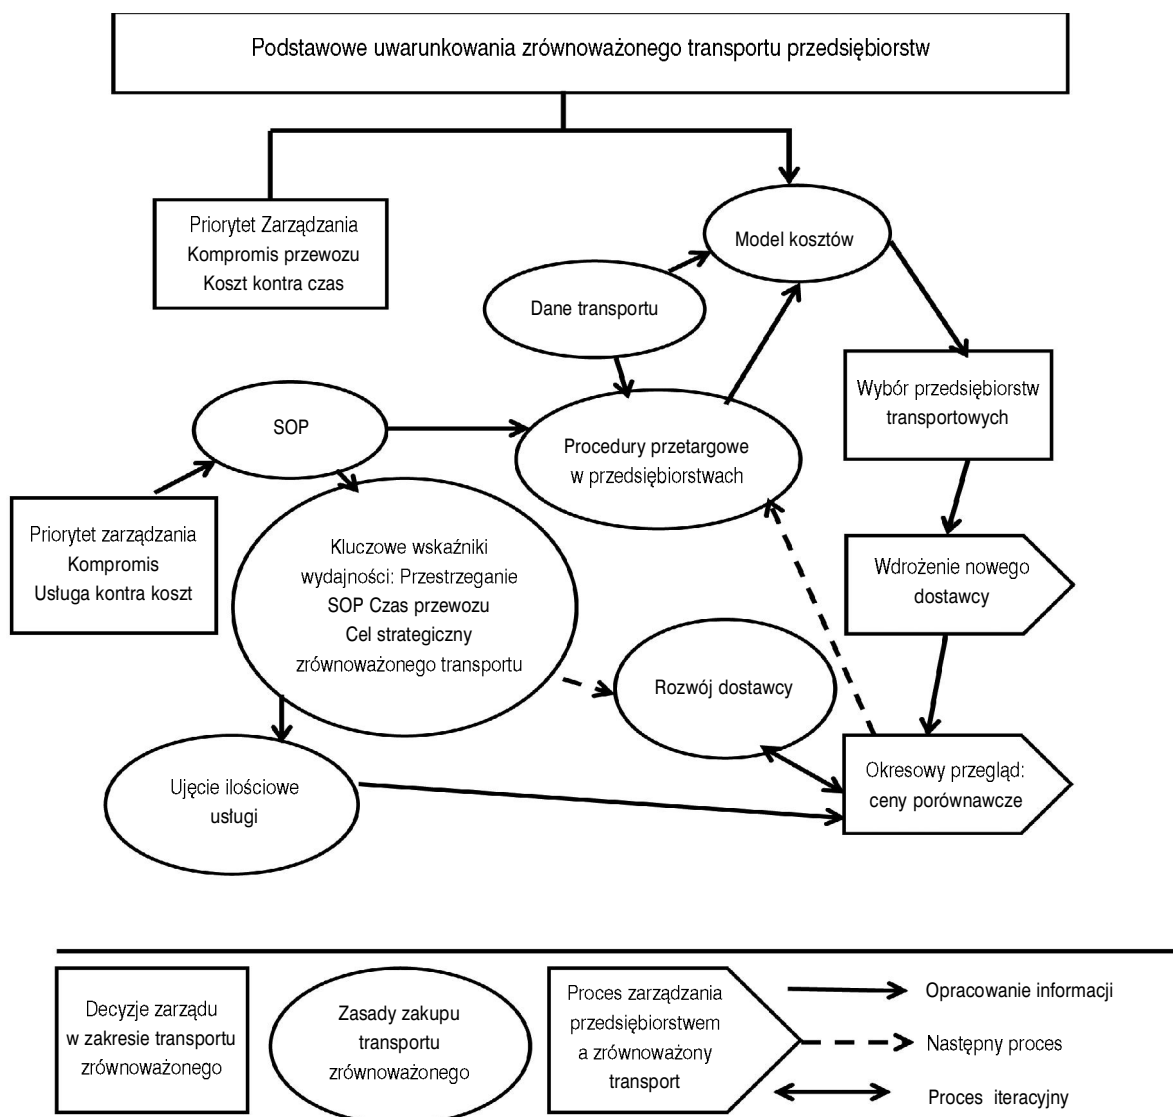 Podstawowe uwarunkowania zrównoważonego transportu przedsiębiorstw
Priorytet Zarządzania
Kompromis przewozu
Koszt kontra czas
Model kosztów
Dane transportu
Wybór przedsiębiorstw
transportowych
SOP
Procedury przetargowe
w przedsiębiorstwach
Priorytet zarządzania
Kompromis
Usługa kontra koszt
Kluczowe wskaźniki
wydajności: Przestrzeganie
SOP Czas przewozu
Cel strategiczny
zrównoważonego transportu
Wdrożenie nowego
dostawcy
Rozwój dostawcy
Ujęcie ilościowe
usługi
Okresowy przegląd:
ceny porównawcze
Decyzje zarządu
w zakresie transportu
zrównoważonego
Zasady zakupu
transportu
zrównoważonego
Proces zarządzania
przedsiębiorstwem
a zrównoważony
transport
Opracowanie informacji
Następny proces
Proces iteracyjny